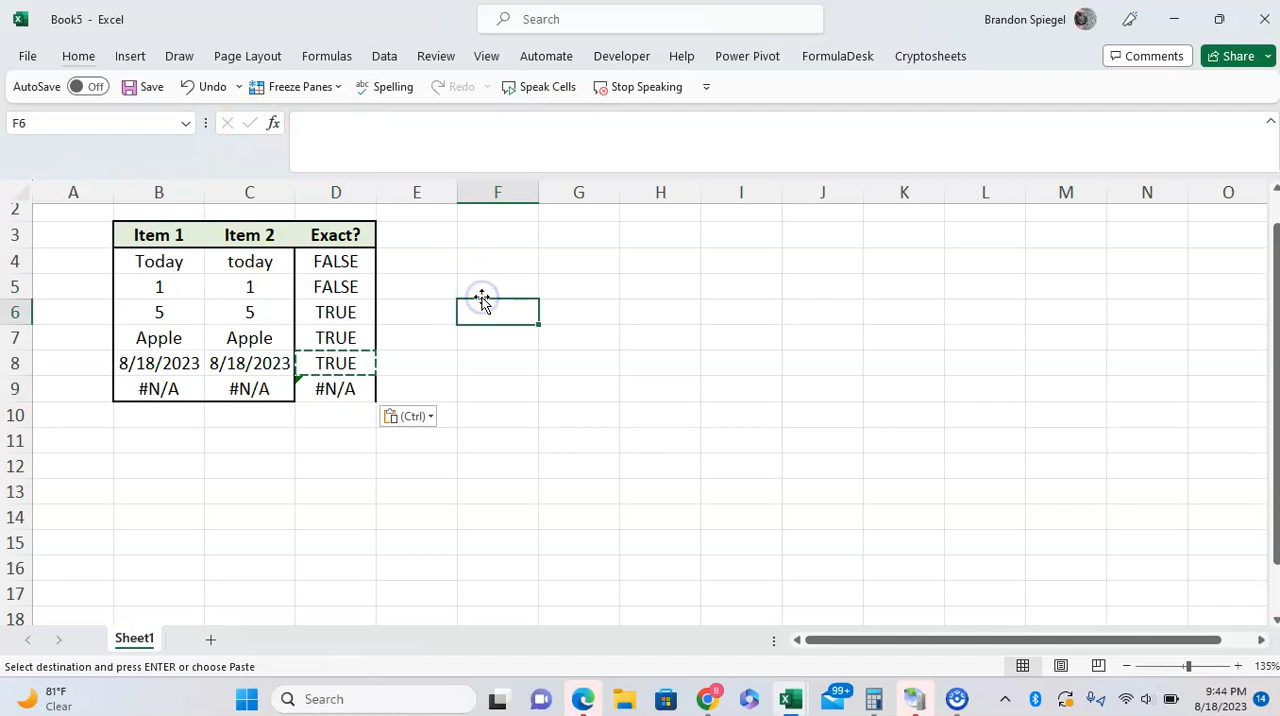 Book5 - Excel
Search
Brandon Spiegel
File Home Insert Draw Page Layout Formulas Data Review View Automate Developer Help Power Pivot FormulaDesk Cryptosheets Comments Share
AutoSave Off Save Undo Freeze Panes abc Spelling Redo Speak Cells Stop Speaking
F6 fx
A B C D E F G H I J K L M N O
2
3 Item 1 Item 2 Exact?
4 Today today FALSE
5 1 1 FALSE
6 5 5 TRUE
7 Apple Apple TRUE
8 8/18/2023 8/18/2023 TRUE
9 #N/A #N/A #N/A
10 (Ctrl)
11
12
13
14
15
16
17
18
Sheet1
Select destination and press ENTER or choose Paste 135%
81°F
Clear
Search 8 99+ 9:44 PM 14
8/18/2023